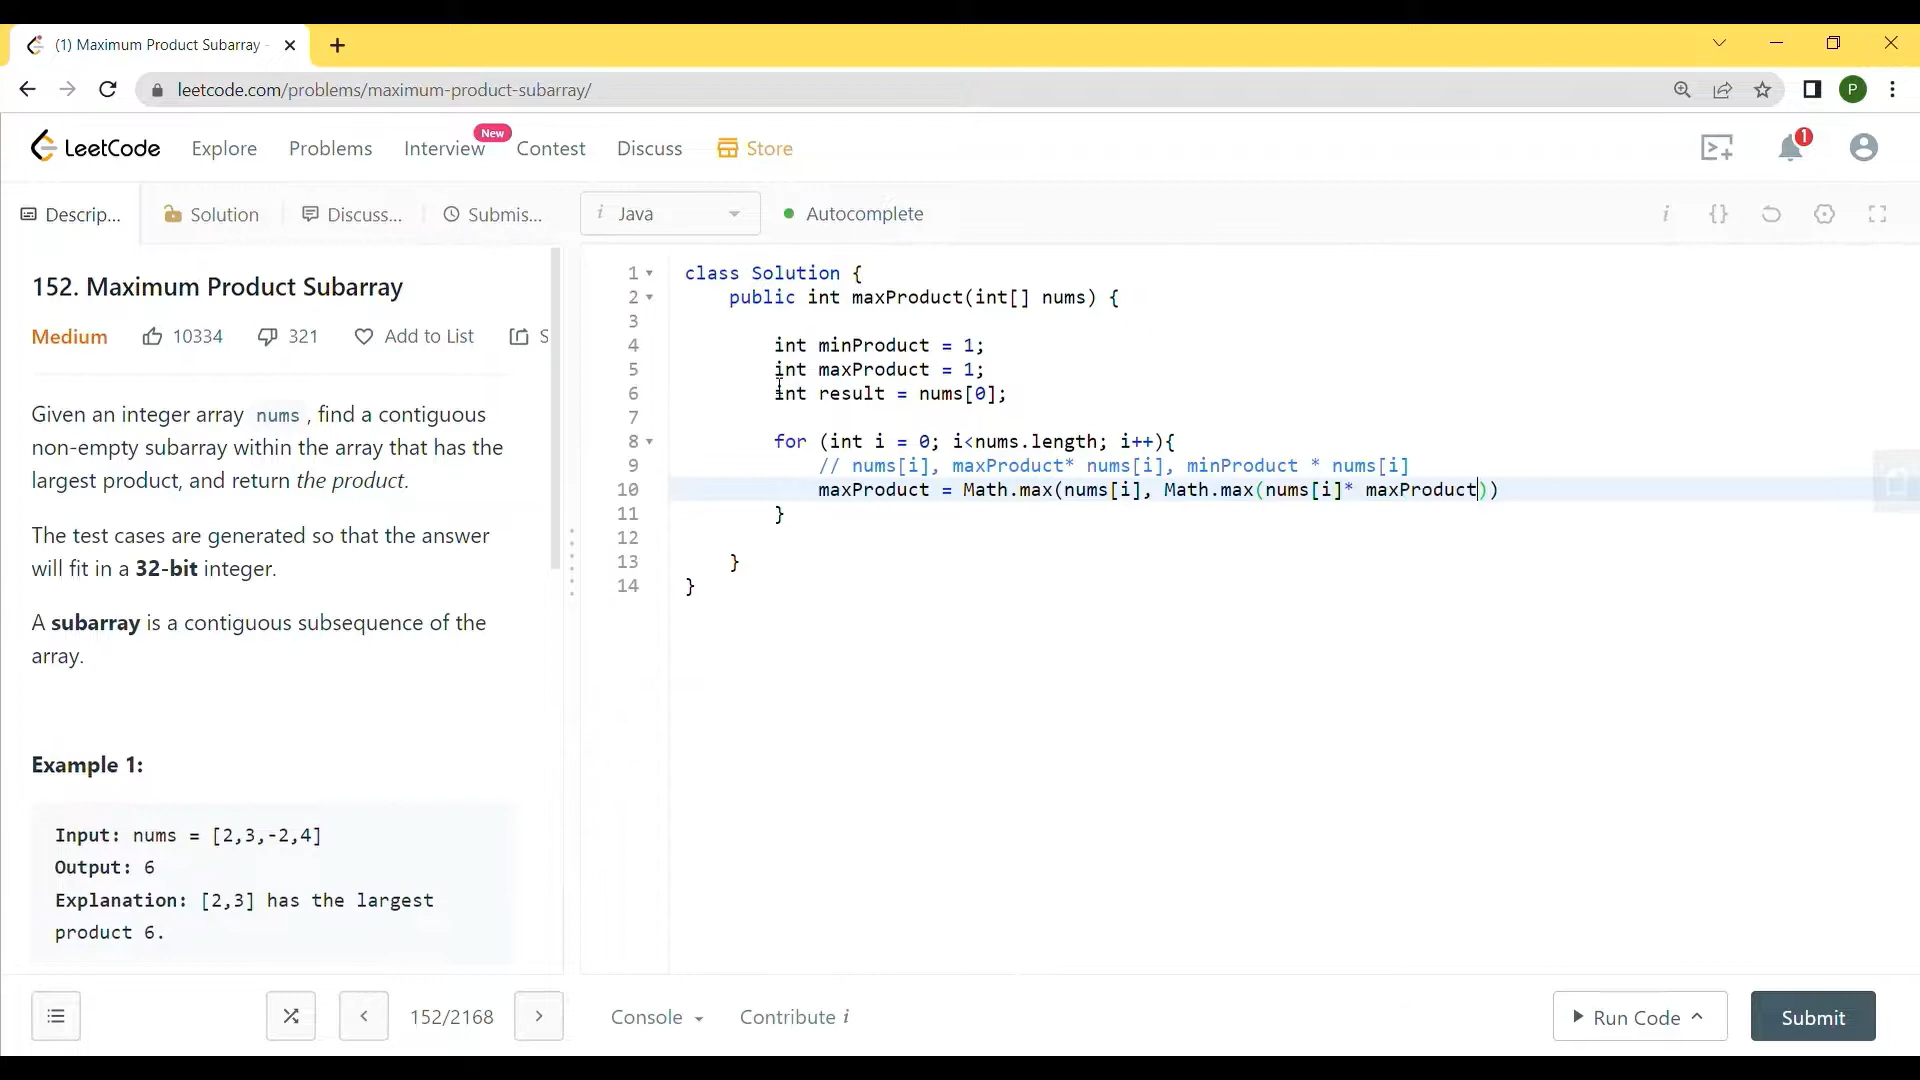 (1) Maximum Product Subarray -
leetcode.com/problems/maximum-product-subarray/
P
LeetCode
Explore
Problems
Interview
New
Contest
Discuss
Store
1
Descrip...
Solution
Discuss...
Submis...
i Java
Autocomplete
i
{}
152. Maximum Product Subarray
Medium
10334
321
Add to List
S
Given an integer array nums , find a contiguous
non-empty subarray within the array that has the
largest product, and return the product.
The test cases are generated so that the answer
will fit in a 32-bit integer.
A subarray is a contiguous subsequence of the
array.
Example 1:
Input: nums = [2,3,-2,4]
Output: 6
Explanation: [2,3] has the largest
product 6.
1 class Solution {
2 public int maxProduct(int[] nums) {
3
4 int minProduct = 1;
5 int maxProduct = 1;
6 int result = nums[0];
7
8 for (int i = 0; i<nums.length; i++){
9 // nums[i], maxProduct* nums[i], minProduct * nums[i]
10 maxProduct = Math.max(nums[i], Math.max(nums[i]* maxProduct))
11 }
12
13 }
14 }
152/2168
Console
Contribute i
Run Code
Submit